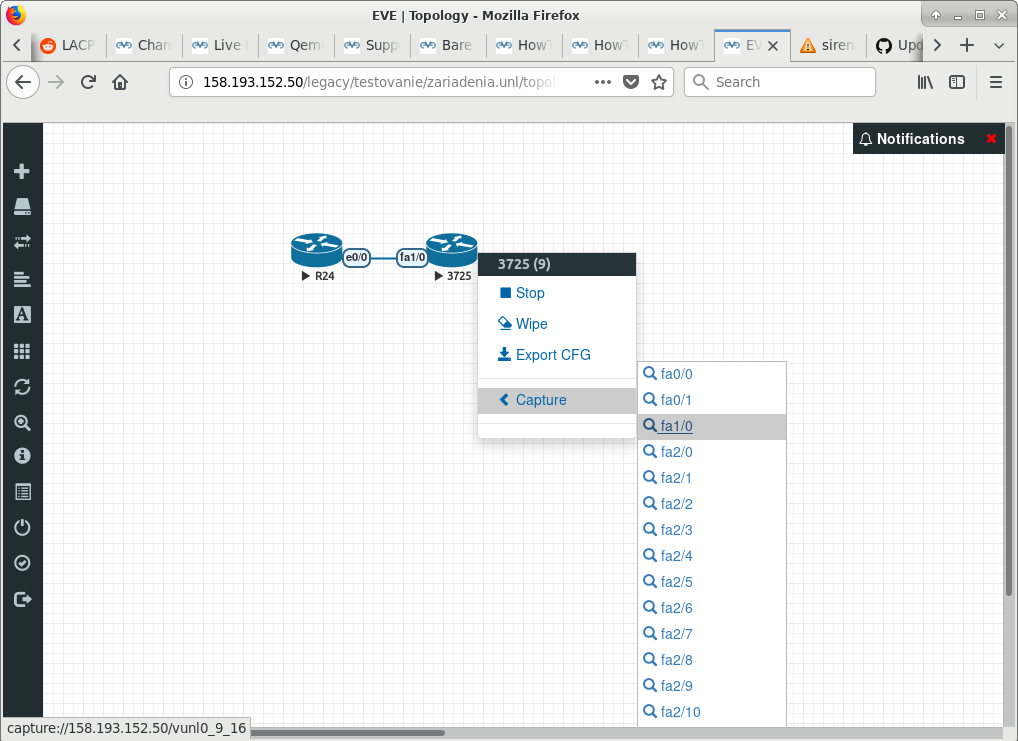 EVE | Topology - Mozilla Firefox
LACP Chan Live Qem Supp Bare HowT HowT HowT EV siren Upd
158.193.152.50/legacy/testovanie/zariadenia.unl/topol
Search
Notifications
e0/0 fa1/0
R24 3725
3725 (9)
Stop
Wipe
Export CFG
Capture
fa0/0
fa0/1
fa1/0
fa2/0
fa2/1
fa2/2
fa2/3
fa2/4
fa2/5
fa2/6
fa2/7
fa2/8
fa2/9
fa2/10
capture://158.193.152.50/vunl0_9_16